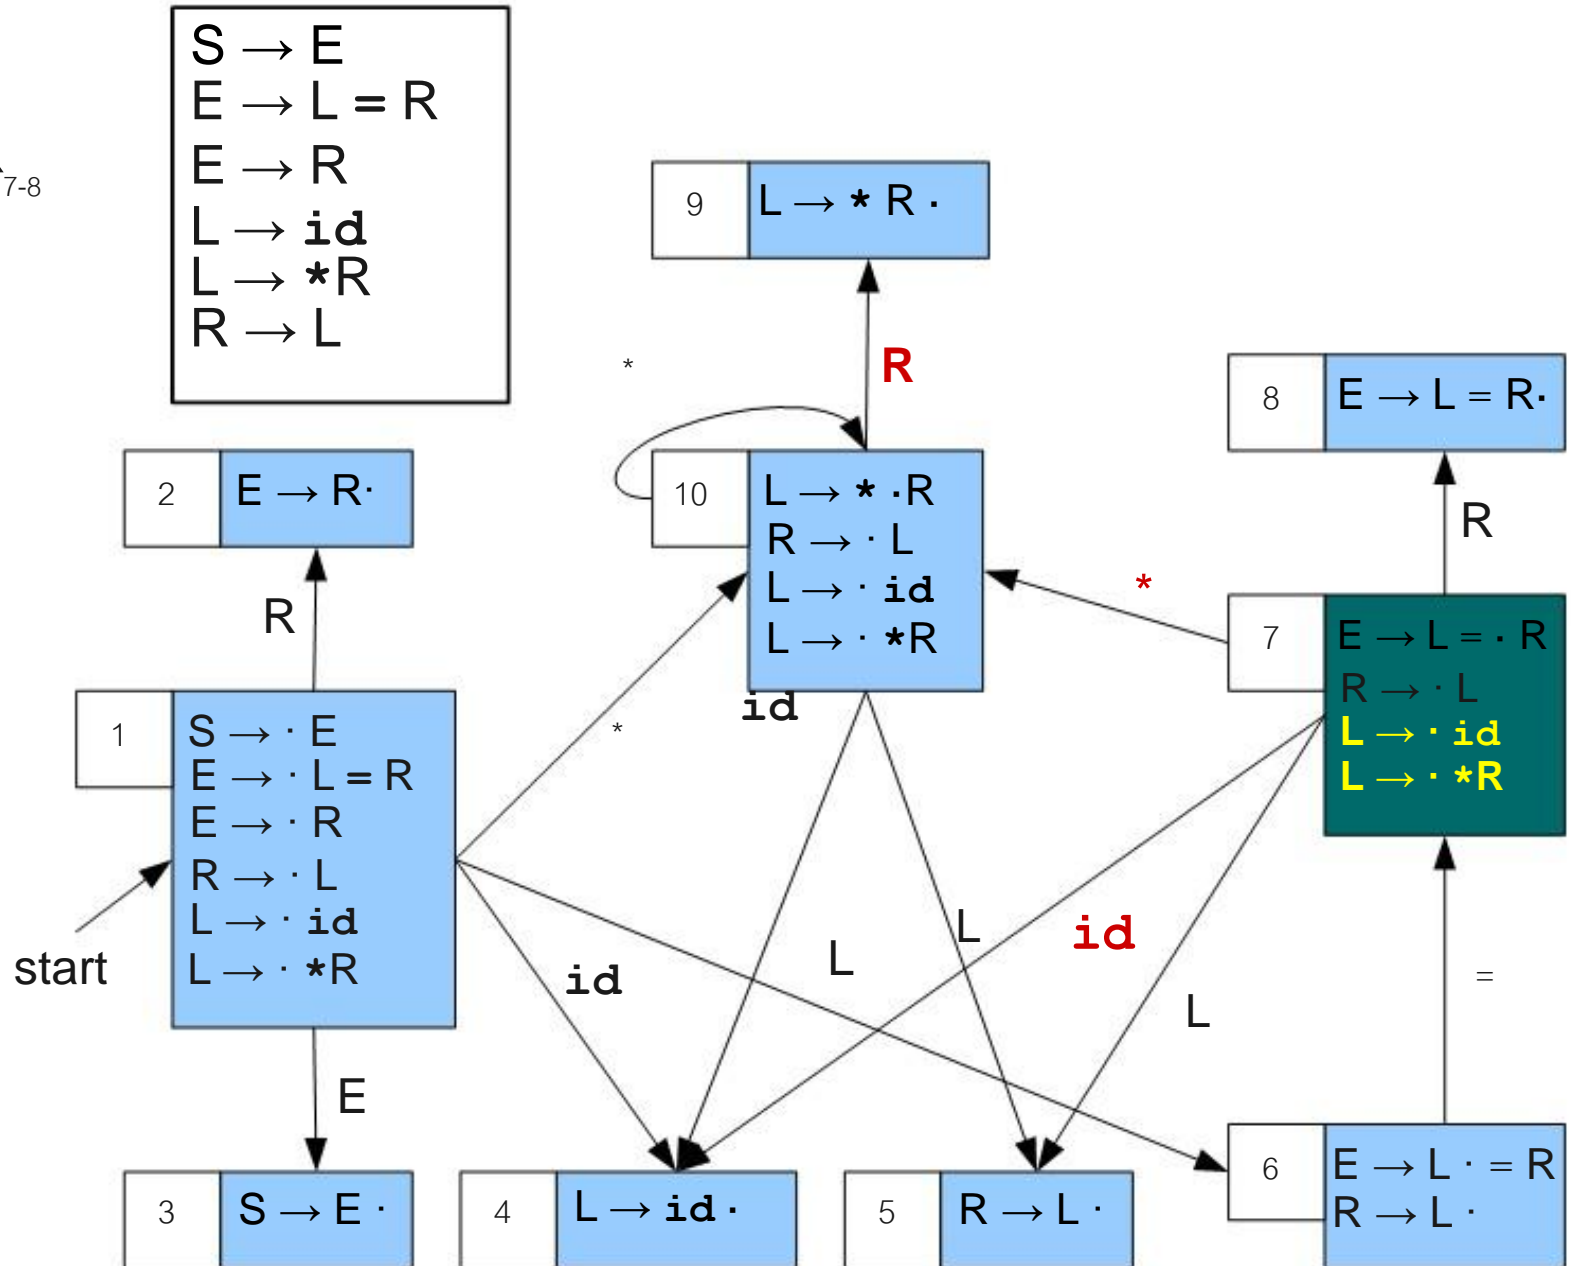 S → E
E → L = R
E → R
L → id
L → *R
R → L
7-8
9
L → * R ·
R
*
8
E → L = R·
2
E → R·
10
L → * ·R
R → · L
L → · id
L → · *R
R
R
*
7
E → L = · R
R → · L
L → · id
L → · *R
id
*
1
S → · E
E → · L = R
E → · R
R → · L
L → · id
L → · *R
start
id
L
L
id
L
=
E
3
S → E ·
4
L → id ·
5
R → L ·
6
E → L · = R
R → L ·